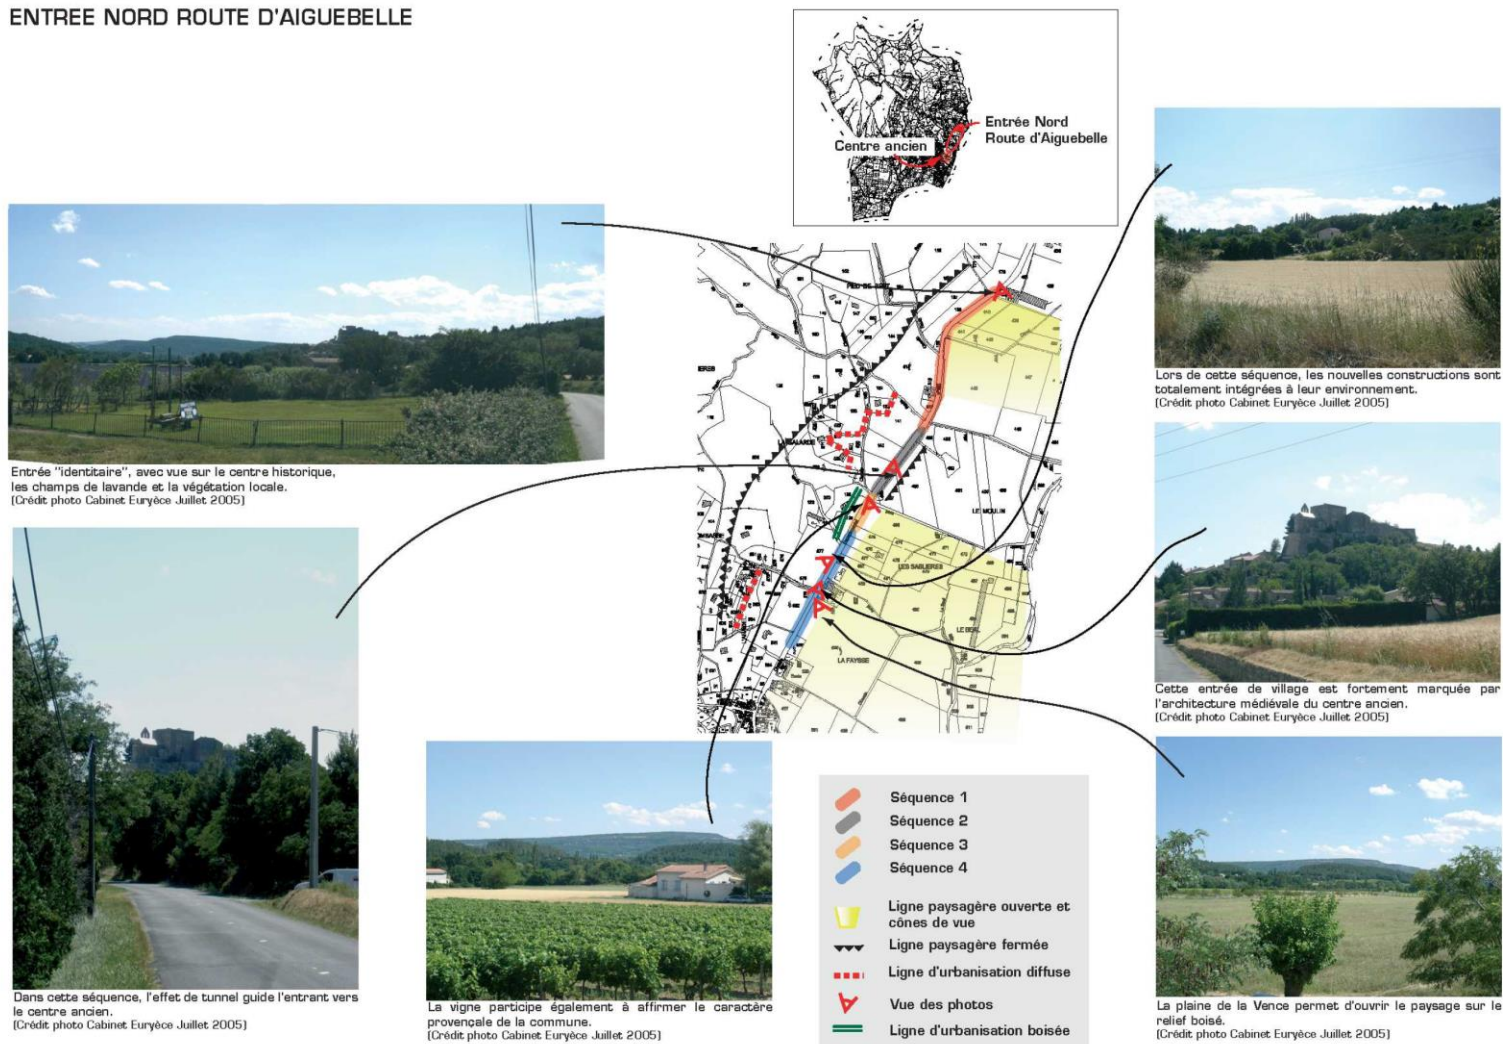 ENTREE NORD ROUTE D'AIGUEBELLE
Entrée Nord
Route d'Aiguebelle
Centre ancien
Entrée "identitaire", avec vue sur le centre historique,
les champs de lavande et la végétation locale.
(Crédit photo Cabinet Euryèce Juillet 2005)
Lors de cette séquence, les nouvelles constructions sont
totalement intégrées à leur environnement.
(Crédit photo Cabinet Euryèce Juillet 2005)
LE MOULIN
LES SABLIERES
LE BEAL
LA FAYSSE
Cette entrée de village est fortement marquée par
l'architecture médiévale du centre ancien.
(Crédit photo Cabinet Euryèce Juillet 2005)
Dans cette séquence, l'effet de tunnel guide l'entrant vers
le centre ancien.
(Crédit photo Cabinet Euryèce Juillet 2005)
La vigne participe également à affirmer le caractère
provençale de la commune.
(Crédit photo Cabinet Euryèce Juillet 2005)
Séquence 1
Séquence 2
Séquence 3
Séquence 4
Ligne paysagère ouverte et
cônes de vue
Ligne paysagère fermée
Ligne d'urbanisation diffuse
Vue des photos
Ligne d'urbanisation boisée
La plaine de la Vence permet d'ouvrir le paysage sur le
relief boisé.
(Crédit photo Cabinet Euryèce Juillet 2005)